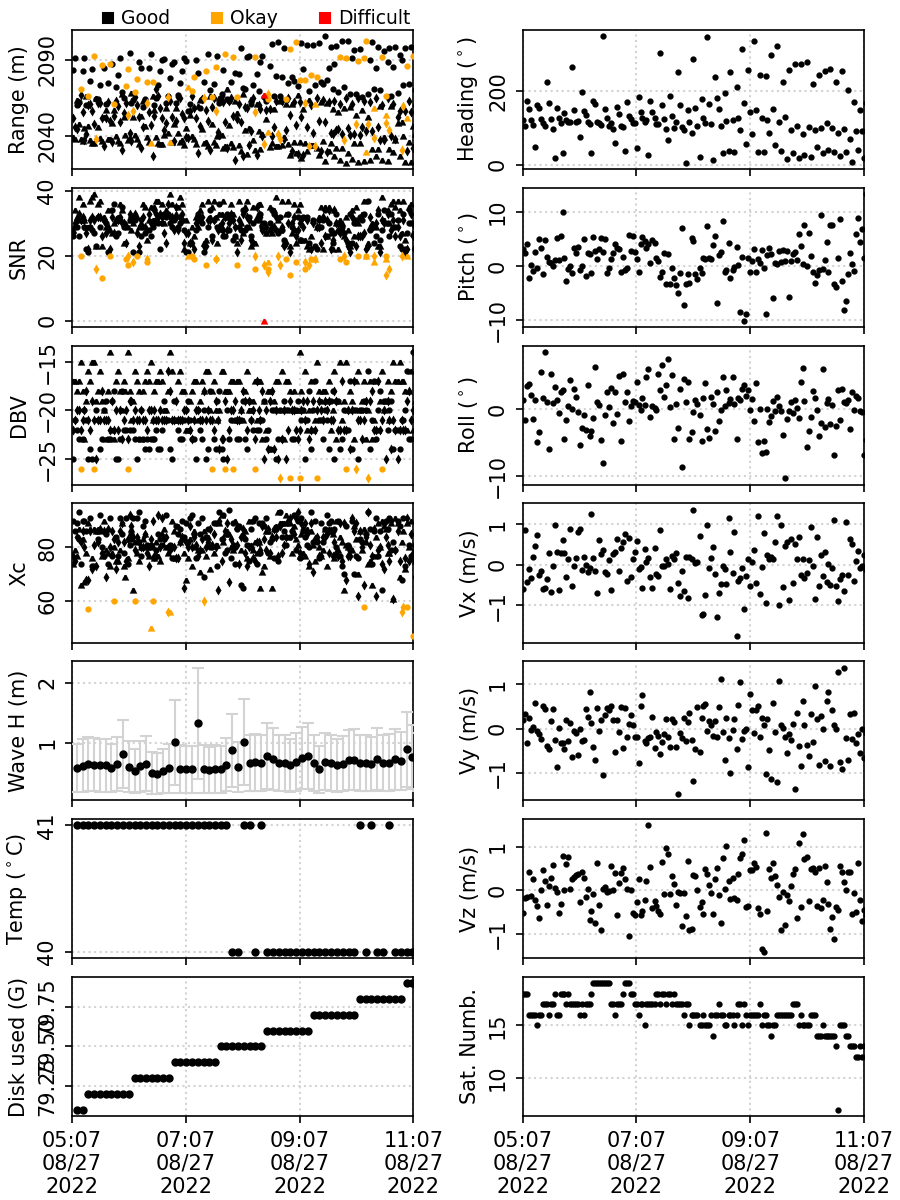 Good Okay Difficult
Range (m)
2090
2040
Heading (°)
200
0
SNR
40
20
0
Pitch (°)
10
0
−10
DBV
−15
−20
−25
Roll (°)
0
−10
Xc
80
60
Vx (m/s)
1
0
−1
Wave H (m)
2
1
Vy (m/s)
1
0
−1
Temp (°C)
41
40
Vz (m/s)
1
0
−1
Disk used (G)
79.75
79.50
79.25
Sat. Numb.
15
10
05:07 07:07 09:07 11:07
08/27 08/27 08/27 08/27
2022 2022 2022 2022
05:07 07:07 09:07 11:07
08/27 08/27 08/27 08/27
2022 2022 2022 2022